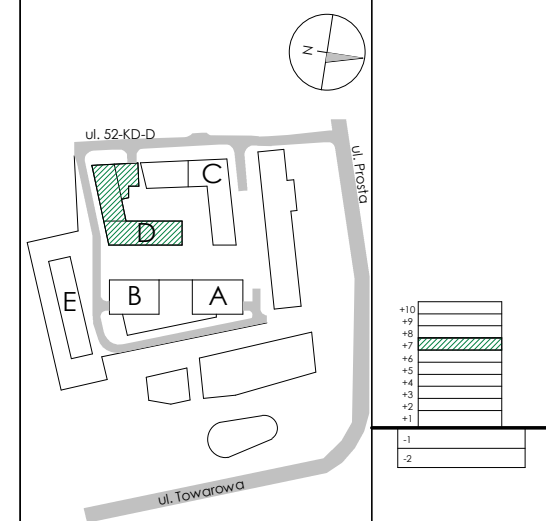 N
ul. 52-KD-D
ul. Prosta
C
D
E
B
A
ul. Towarowa
+10
+9
+8
+7
+6
+5
+4
+3
+2
+1
-1
-2